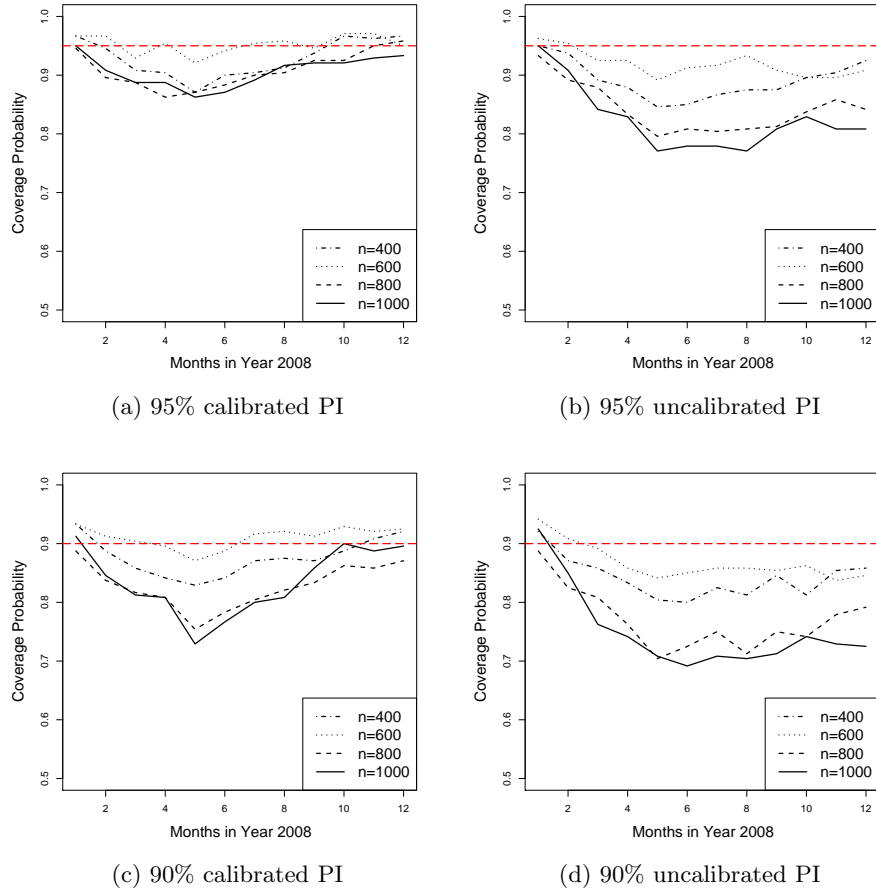 1.0
0.9
0.8
0.7
0.6
0.5
Coverage Probability
n=400
n=600
n=800
n=1000
2 4 6 8 10 12
Months in Year 2008
(a) 95% calibrated PI
1.0
0.9
0.8
0.7
0.6
0.5
Coverage Probability
n=400
n=600
n=800
n=1000
2 4 6 8 10 12
Months in Year 2008
(b) 95% uncalibrated PI
1.0
0.9
0.8
0.7
0.6
0.5
Coverage Probability
n=400
n=600
n=800
n=1000
2 4 6 8 10 12
Months in Year 2008
(c) 90% calibrated PI
1.0
0.9
0.8
0.7
0.6
0.5
Coverage Probability
n=400
n=600
n=800
n=1000
2 4 6 8 10 12
Months in Year 2008
(d) 90% uncalibrated PI